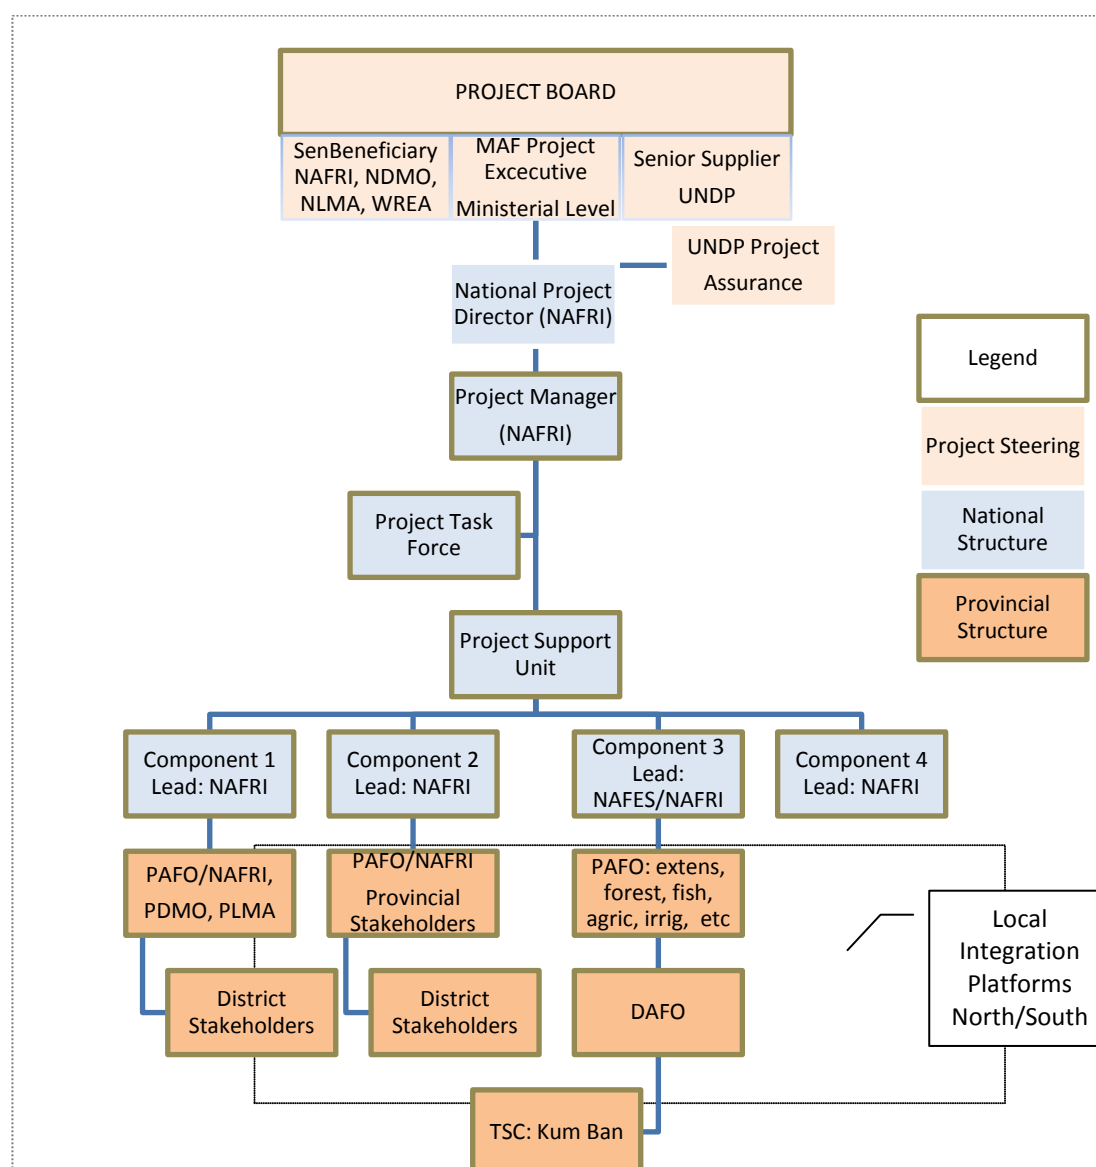 PROJECT BOARD
SenBeneficiary
NAFRI, NDMO,
NLMA, WREA
MAF Project
Excecutive
Ministerial Level
Senior Supplier
UNDP
UNDP Project
Assurance
National Project
Director (NAFRI)
Legend
Project Manager
(NAFRI)
Project Steering
Project Task
Force
National
Structure
Provincial
Structure
Project Support
Unit
Component 1
Lead: NAFRI
Component 2
Lead: NAFRI
Component 3
Lead:
NAFES/NAFRI
Component 4
Lead: NAFRI
PAFO/NAFRI,
PDMO, PLMA
PAFO/NAFRI
Provincial
Stakeholders
PAFO: extens,
forest, fish,
agric, irrig, etc
Local
Integration
Platforms
North/South
District
Stakeholders
District
Stakeholders
DAFO
TSC: Kum Ban